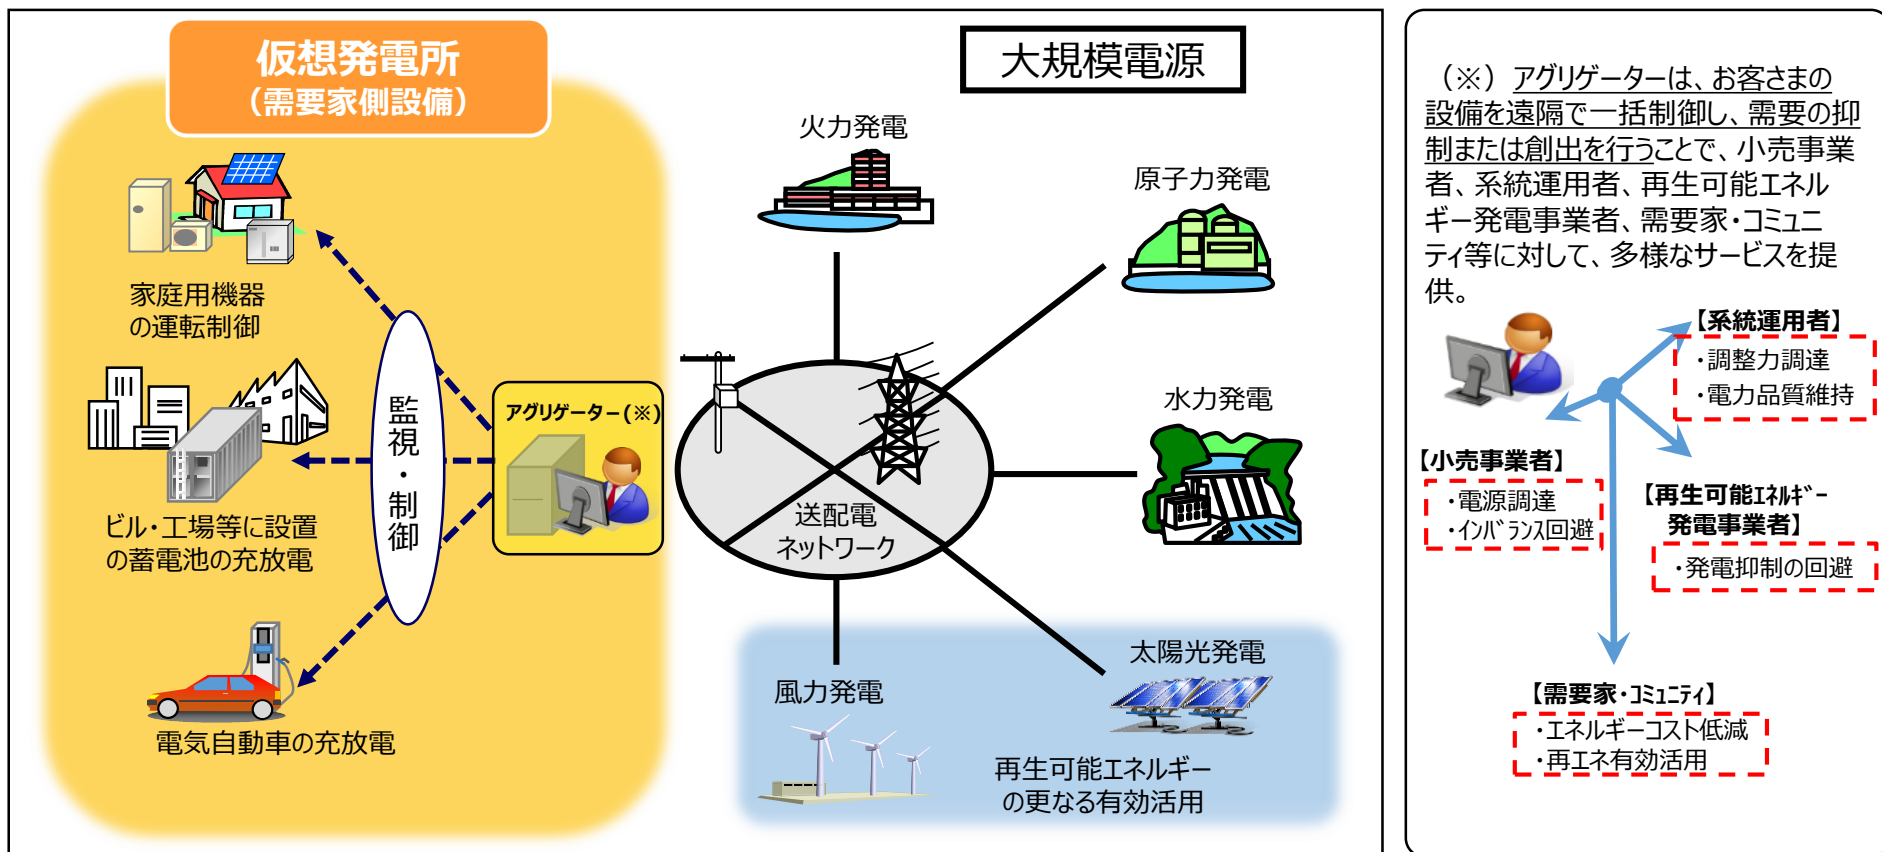 仮想発電所
（需要家側設備）
大規模電源
家庭用機器
の運転制御
ビル・工場等に設置
の蓄電池の充放電
電気自動車の充放電
監視・制御
アグリゲーター(※)
火力発電
原子力発電
水力発電
送配電
ネットワーク
風力発電
太陽光発電
再生可能エネルギー
の更なる有効活用
（※）アグリゲーターは、お客さまの
設備を遠隔で一括制御し、需要の抑
制または創出を行うことで、小売事業
者、系統運用者、再生可能エネル
ギー発電事業者、需要家・コミュニ
ティ等に対して、多様なサービスを提
供。
【系統運用者】
・調整力調達
・電力品質維持
【小売事業者】
・電源調達
・ｲﾝﾊﾞﾗﾝｽ回避
【再生可能ｴﾈﾙｷﾞｰ
発電事業者】
・発電抑制の回避
【需要家・ｺﾐｭﾆﾃｨ】
・エネルギーコスト低減
・再エネ有効活用